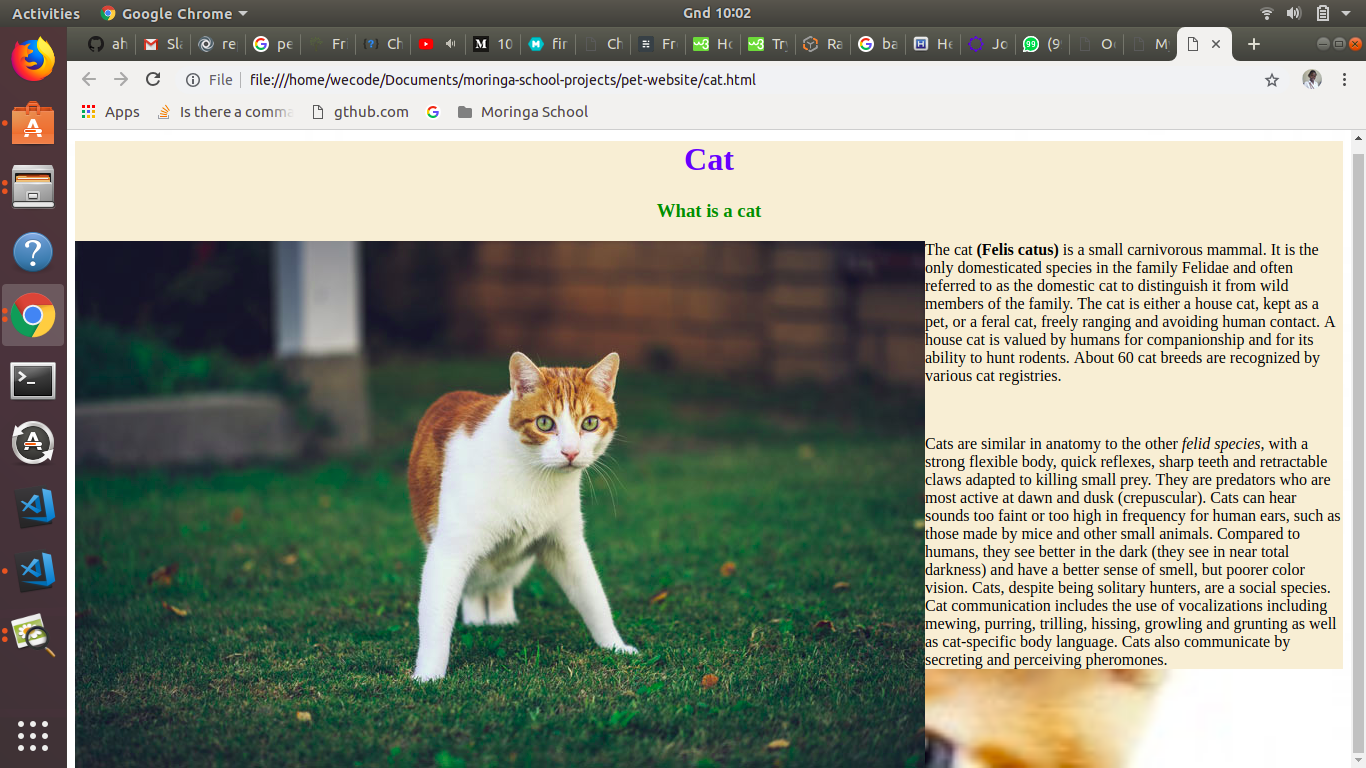 Activities
Google Chrome
Gnd 10:02
ah
Sla
re
pe
Fr
Ch
10
fin
Ch
Fr
Ho
Try
Ra
ba
He
Jo
(9
Oc
My
File
file:///home/wecode/Documents/moringa-school-projects/pet-website/cat.html
Apps
Is there a comma
gthub.com
Moringa School
Cat
What is a cat
The cat (Felis catus) is a small carnivorous mammal. It is the
only domesticated species in the family Felidae and often
referred to as the domestic cat to distinguish it from wild
members of the family. The cat is either a house cat, kept as a
pet, or a feral cat, freely ranging and avoiding human contact. A
house cat is valued by humans for companionship and for its
ability to hunt rodents. About 60 cat breeds are recognized by
various cat registries.
Cats are similar in anatomy to the other felid species, with a
strong flexible body, quick reflexes, sharp teeth and retractable
claws adapted to killing small prey. They are predators who are
most active at dawn and dusk (crepuscular). Cats can hear
sounds too faint or too high in frequency for human ears, such as
those made by mice and other small animals. Compared to
humans, they see better in the dark (they see in near total
darkness) and have a better sense of smell, but poorer color
vision. Cats, despite being solitary hunters, are a social species.
Cat communication includes the use of vocalizations including
mewing, purring, trilling, hissing, growling and grunting as well
as cat-specific body language. Cats also communicate by
secreting and perceiving pheromones.